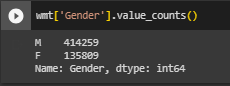 wmt['Gender'].value_counts()
M    414259
F    135809
Name: Gender, dtype: int64